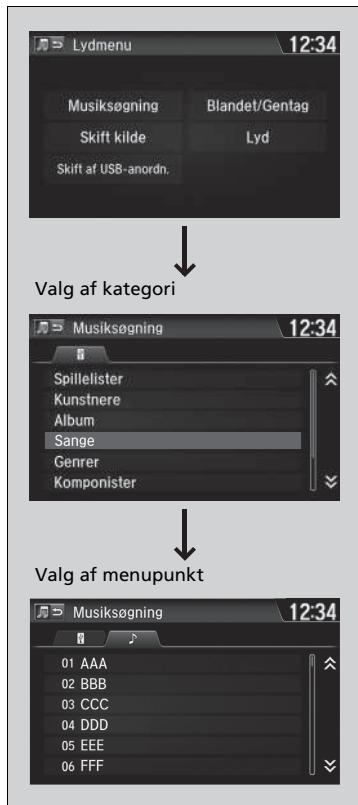 Lydmenu 12:34
Musiksøgning Blandet/Gentag
Skift kilde Lyd
Skift af USB-anordn.
Valg af kategori
Musiksøgning 12:34
Spillelister
Kunstnere
Album
Sange
Genrer
Komponister
Valg af menupunkt
Musiksøgning 12:34
01 AAA
02 BBB
03 CCC
04 DDD
05 EEE
06 FFF